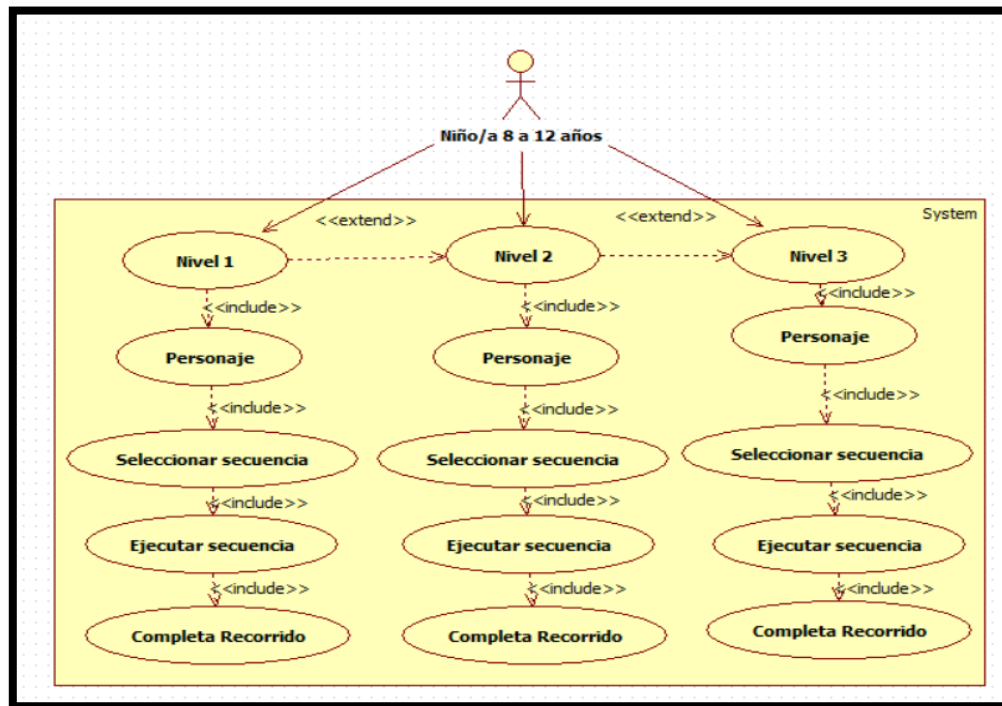 Niño/a 8 a 12 años
System
<<extend>>
<<extend>>
Nivel 1
Nivel 2
Nivel 3
<<include>>
<<include>>
<<include>>
Personaje
Personaje
Personaje
<<include>>
<<include>>
<<include>>
Seleccionar secuencia
Seleccionar secuencia
Seleccionar secuencia
<<include>>
<<include>>
<<include>>
Ejecutar secuencia
Ejecutar secuencia
Ejecutar secuencia
<<include>>
<<include>>
<<include>>
Completa Recorrido
Completa Recorrido
Completa Recorrido